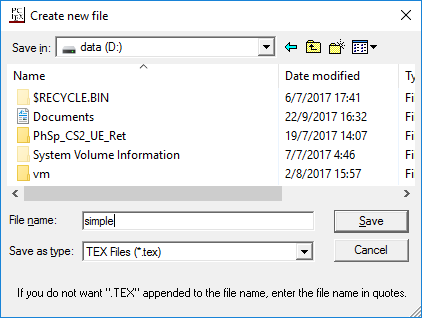 PC TEX Create new file
Save in: data (D:)
Name Date modified Ty
$RECYCLE.BIN 6/7/2017 17:41 Fi
Documents 22/9/2017 16:32 Fi
PhSp_CS2_UE_Ret 19/7/2017 14:07 Fi
System Volume Information 7/7/2017 4:46 Fi
vm 2/8/2017 15:57 Fi
File name: simple Save
Save as type: TEX Files (*.tex) Cancel
If you do not want ".TEX" appended to the file name, enter the file name in quotes.